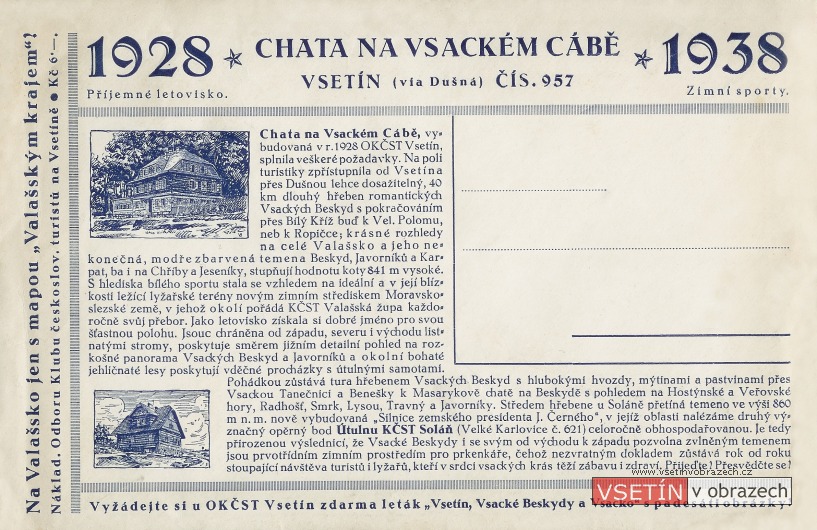 Na Valašsko jen s mapou „Valašským krajem“!
Náklad. Odboru Klubu českoslov. turistů na Vsetíně ● Kč 6·—.
1928 ☆ CHATA NA VSACKÉM CÁBĚ ☆ 1938
VSETÍN (via Dušná) ČÍS. 957
Příjemné letovisko.
Zimní sporty.
Chata na Vsackém Cábě, vy-
budovaná v r. 1928 OKČST Vsetín,
splnila veškeré požadavky. Na poli
turistiky zpřístupnila od Vsetína
přes Dušnou lehce dosažitelný, 40
km dlouhý hřeben romantických
Vsackých Beskyd s pokračováním
přes Bílý Kříž buď k Vel. Polomu,
neb k Ropičce; krásné rozhledy
na celé Valašsko a jeho ne-
konečná, modře zbarvená temena Beskyd, Javorníků a Kar-
pat, ba i na Chřiby a Jeseníky, stupňují hodnotu koty 841 m vysoké.
S hlediska bílého sportu stala se vzhledem na ideální a v její blíz-
kosti ležící lyžařské terény novým zimním střediskem Moravsko-
slezské země, v jehož okolí pořádá KČST Valašská župa každo-
ročně svůj přebor. Jako letovisko získala si dobré jméno pro svou
šťastnou polohu. Jsouc chráněna od západu, severu i východu list-
natými stromy, poskytuje směrem jižním detailní pohled na roz-
košné panorama Vsackých Beskyd a Javorníků a okolní bohaté
jehličnaté lesy poskytují vděčné procházky s útulnými samotami.
Pohádkou zůstává tura hřebenem Vsackých Beskyd s hlubokými hvozdy, mýtinami a pastvinami přes
Vsackou Tanečnici a Benešky k Masarykově chatě na Beskydě s pohledem na Hostýnské a Veřovské
hory, Radhošť, Smrk, Lysou, Travný a Javorníky. Středem hřebene u Soláně přetíná temeno ve výši 860
m n. m. nově vybudovaná „Silnice zemského presidenta J. Černého“, v jejíž oblasti nalézáme druhý vý-
značný opěrný bod Útulnu KČST Soláň (Velké Karlovice č. 621) celoročně obhospodařovanou. Je tedy
přirozenou výslednicí, že Vsacké Beskydy i se svým od východu k západu pozvolna zvlněným temenem
jsou prvotřídním zimním prostředím pro prkenkáře, čehož nezvratným dokladem zůstává rok od roku
stoupající návštěva turistů i lyžařů, kteří v srdci vsackých krás těží zábavu i zdraví. Přijeďte! Přesvědčte se!
www.vsetinvobrazech.cz
VSETÍN v obrazech
Vyžádejte si u OKČST Vsetín zdarma leták „Vsetín, Vsacké Beskydy a Vsacko“ s padesáti obrázky!